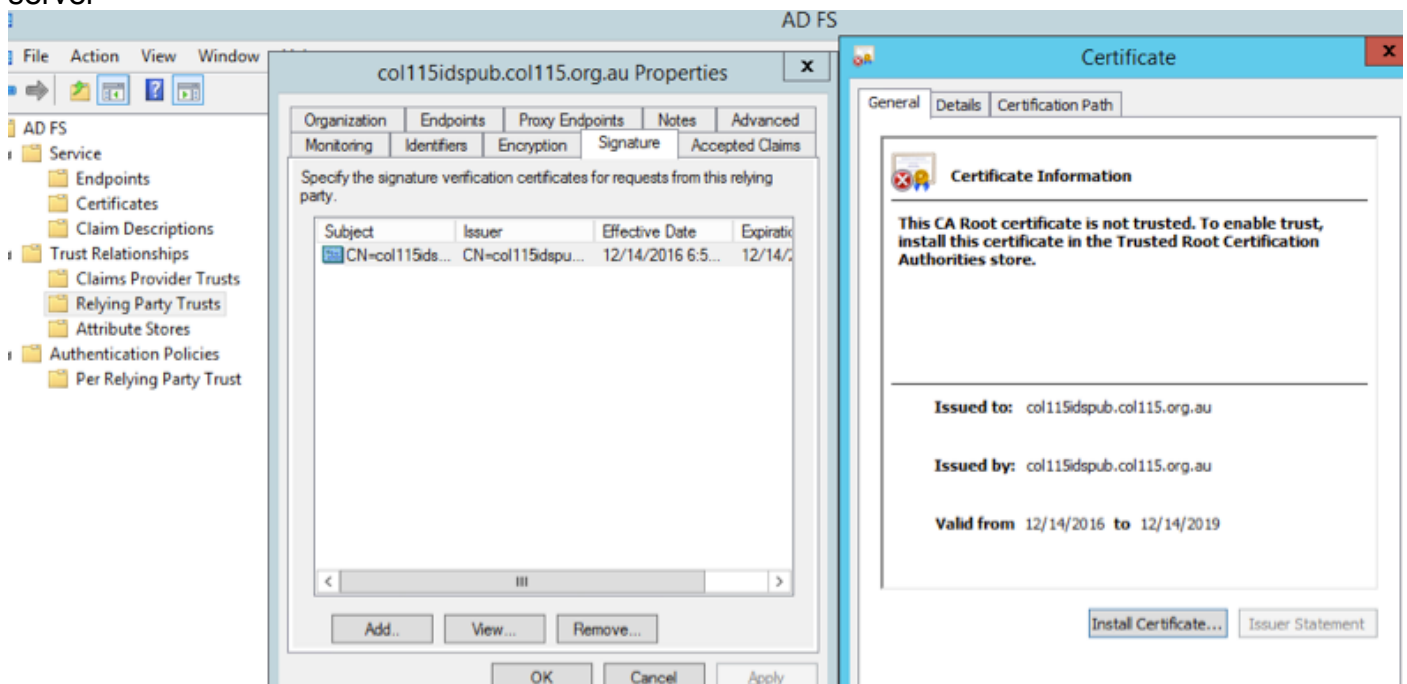 AD FS
File Action View Window
AD FS
Service
Endpoints
Certificates
Claim Descriptions
Trust Relationships
Claims Provider Trusts
Relying Party Trusts
Attribute Stores
Authentication Policies
Per Relying Party Trust
col115idspub.col115.org.au Properties
x
Organization Endpoints Proxy Endpoints Notes Advanced
Monitoring Identifiers Encryption Signature Accepted Claims
Specify the signature verification certificates for requests from this relying
party.
Subject Issuer Effective Date Expiratic
CN=col115ids... CN=col115idspu... 12/14/2016 6:5... 12/14/2
Add.. View... Remove...
OK Cancel Apply
Certificate
x
General Details Certification Path
Certificate Information
This CA Root certificate is not trusted. To enable trust,
install this certificate in the Trusted Root Certification
Authorities store.
Issued to: col115idspub.col115.org.au
Issued by: col115idspub.col115.org.au
Valid from 12/14/2016 to 12/14/2019
Install Certificate... Issuer Statement